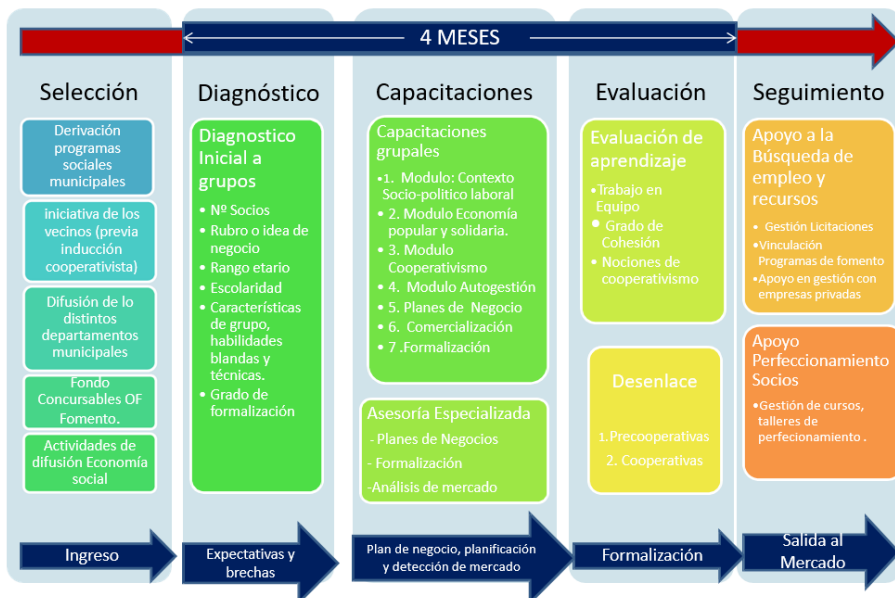 4 MESES
Selección
Derivación
programas
sociales
municipales
iniciativa de los
vecinos (previa
inducción
cooperativista)
Difusión de lo
distintos
departamentos
municipales
Fondo
Concursables OF
Fomento.
Actividades de
difusión Economía
social
Ingreso
Diagnóstico
Diagnostico
Inicial a
grupos
• Nº Socios
• Rubro o idea de
negocio
• Rango etario
• Escolaridad
• Características
de grupo,
habilidades
blandas y
técnicas.
• Grado de
formalización
Expectativas y
brechas
Capacitaciones
Capacitaciones
grupales
•1. Modulo: Contexto
Socio-politico laboral
• 2. Modulo Economía
popular y solidaria.
• 3. Modulo
Cooperativismo
• 4. Modulo Autogestión
• 5. Planes de Negocio
• 6. Comercialización
• 7 .Formalización
Asesoría Especializada
- Planes de Negocios
- Formalización
-Análisis de mercado
Plan de negocio, planificación
y detección de mercado
Evaluación
Evaluación de
aprendizaje
•Trabajo en
Equipo
• Grado de
Cohesión
• Nociones de
cooperativismo
Desenlace
1.Precooperativas
2. Cooperativas
Formalización
Seguimiento
Apoyo a la
Búsqueda de
empleo y
recursos
• Gestión Licitaciones
•Vinculación
Programas de fomento
•Apoyo en gestión con
empresas privadas
Apoyo
Perfeccionamiento
Socios
•Gestión de cursos,
talleres de
perfecionamiento .
Salida al
Mercado